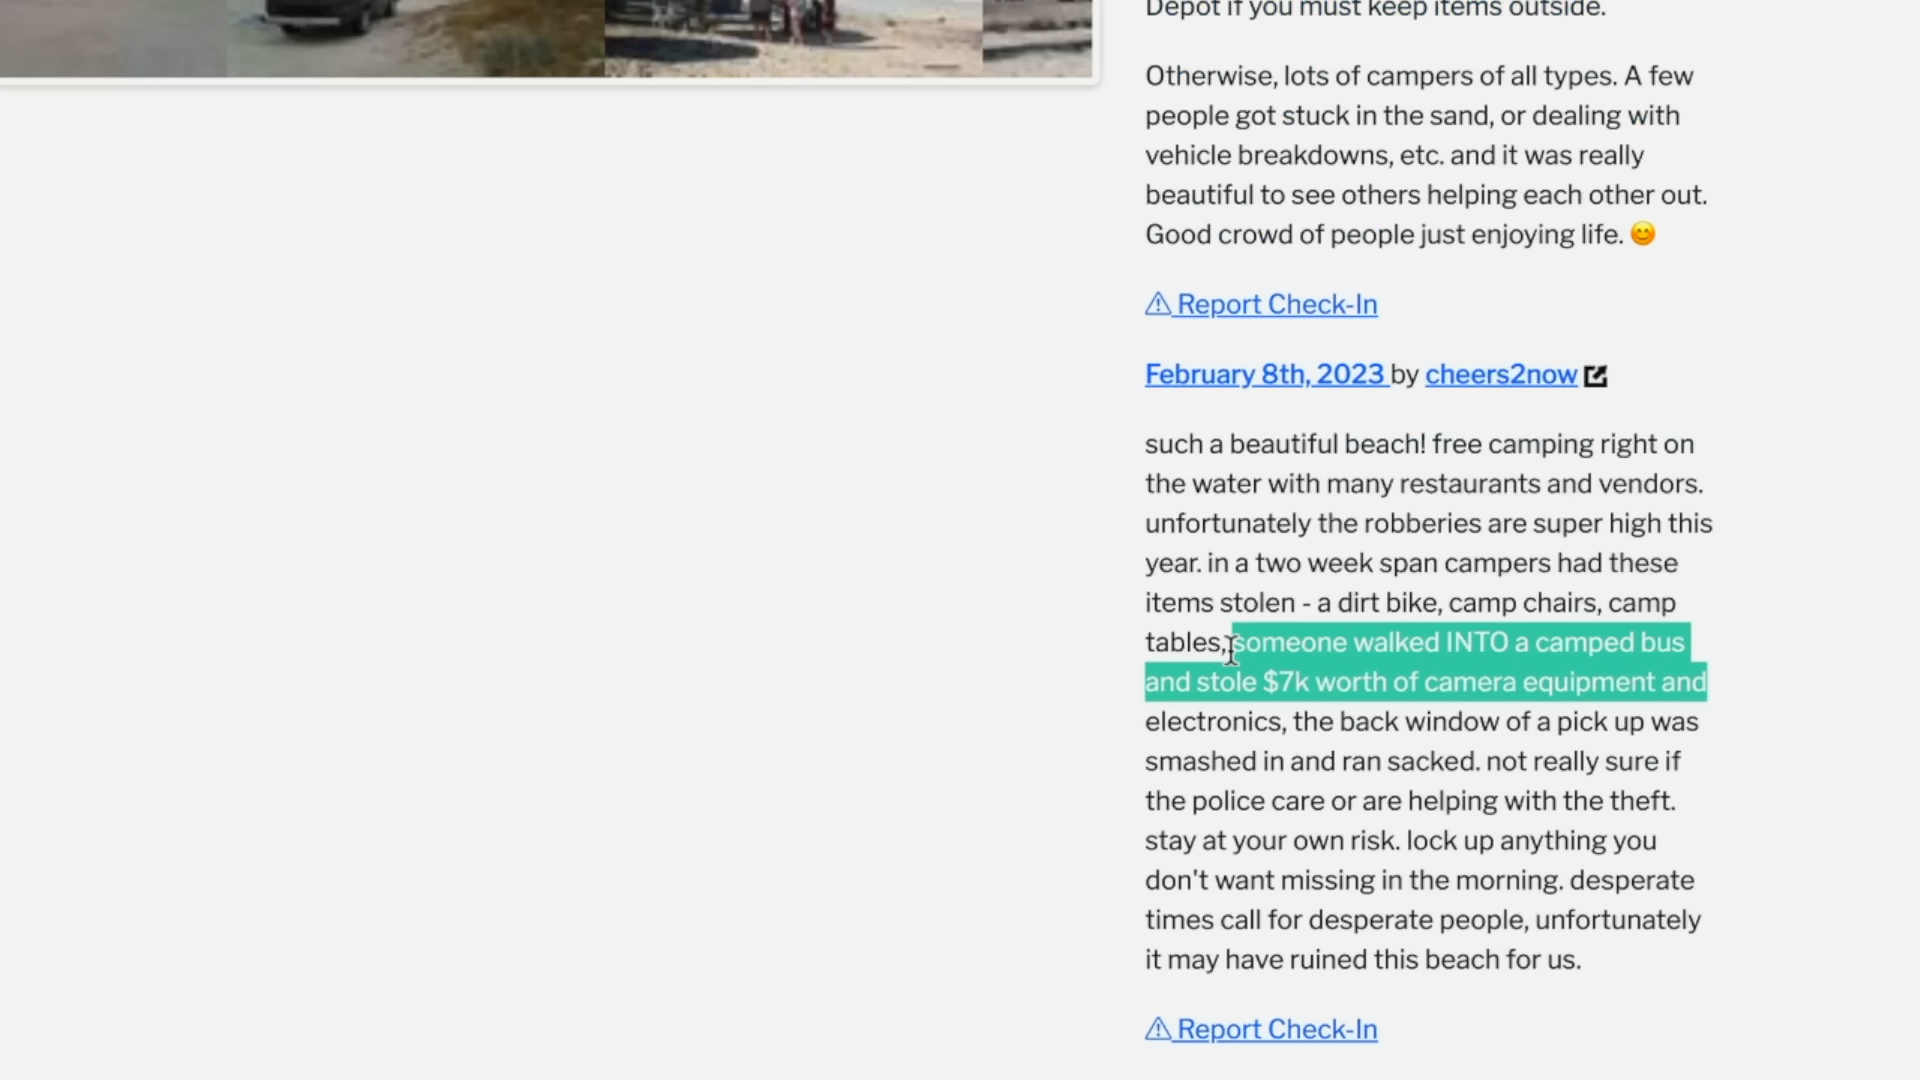 Depot if you must keep items outside.
Otherwise, lots of campers of all types. A few
people got stuck in the sand, or dealing with
vehicle breakdowns, etc. and it was really
beautiful to see others helping each other out.
Good crowd of people just enjoying life. 😊
⚠ Report Check-In
February 8th, 2023 by cheers2now
such a beautiful beach! free camping right on
the water with many restaurants and vendors.
unfortunately the robberies are super high this
year. in a two week span campers had these
items stolen - a dirt bike, camp chairs, camp
tables, someone walked INTO a camped bus
and stole $7k worth of camera equipment and
electronics, the back window of a pick up was
smashed in and ran sacked. not really sure if
the police care or are helping with the theft.
stay at your own risk. lock up anything you
don't want missing in the morning. desperate
times call for desperate people, unfortunately
it may have ruined this beach for us.
⚠ Report Check-In